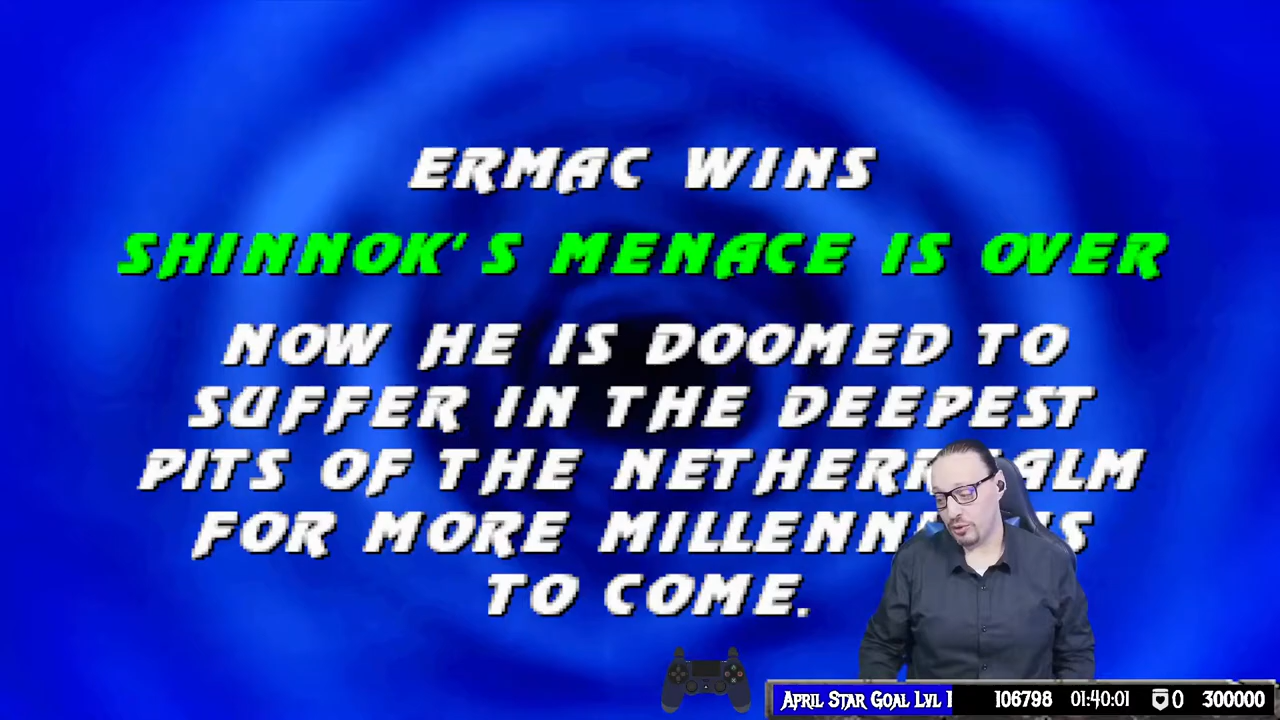 ERMAC WINS
SHINNOK'S MENACE IS OVER
NOW HE IS DOOMED TO
SUFFER IN THE DEEPEST
PITS OF THE
FOR MORE
TO COME.
APRIL STAR GOAL LVL 106798 01:40:01 0 300000